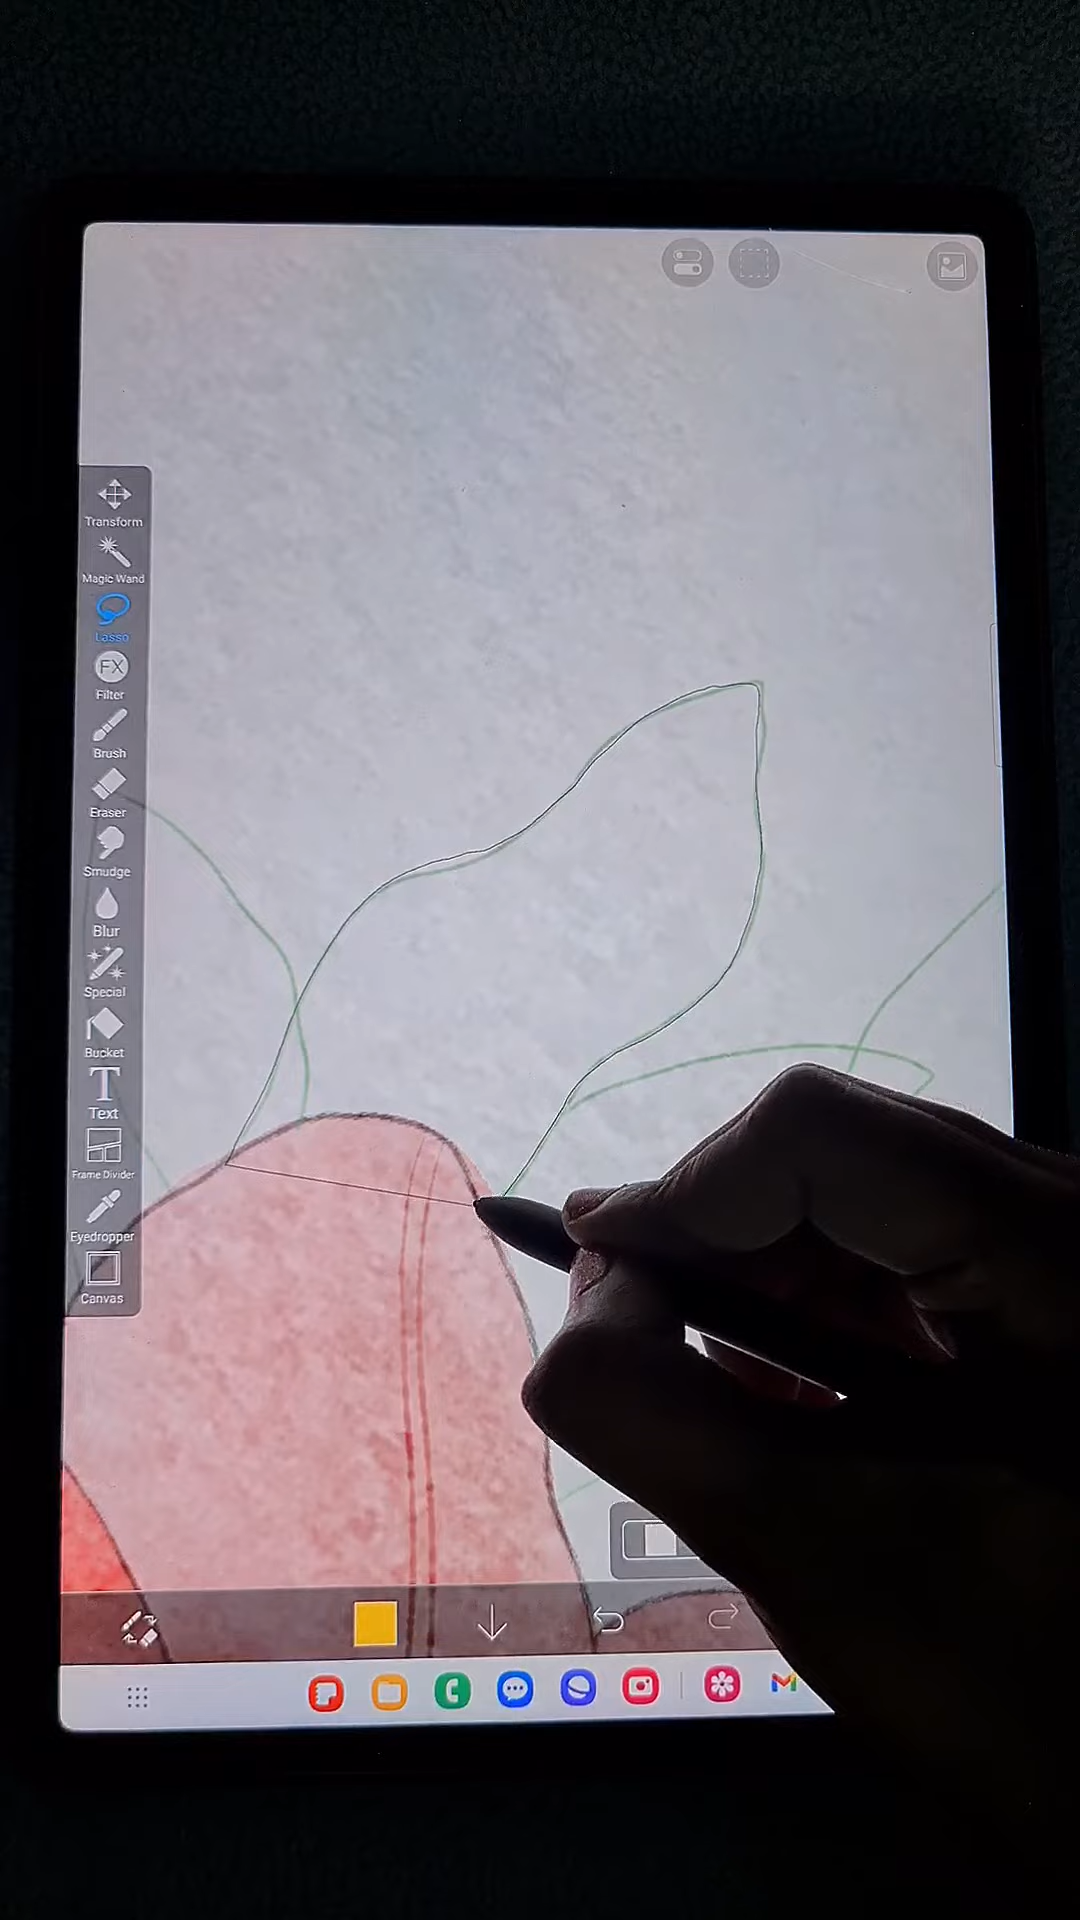 Transform
Magic Wand
Lasso
FX
Filter
Brush
Eraser
Smudge
Blur
Special
Bucket
T
Text
Frame Divider
Eyedropper
Canvas